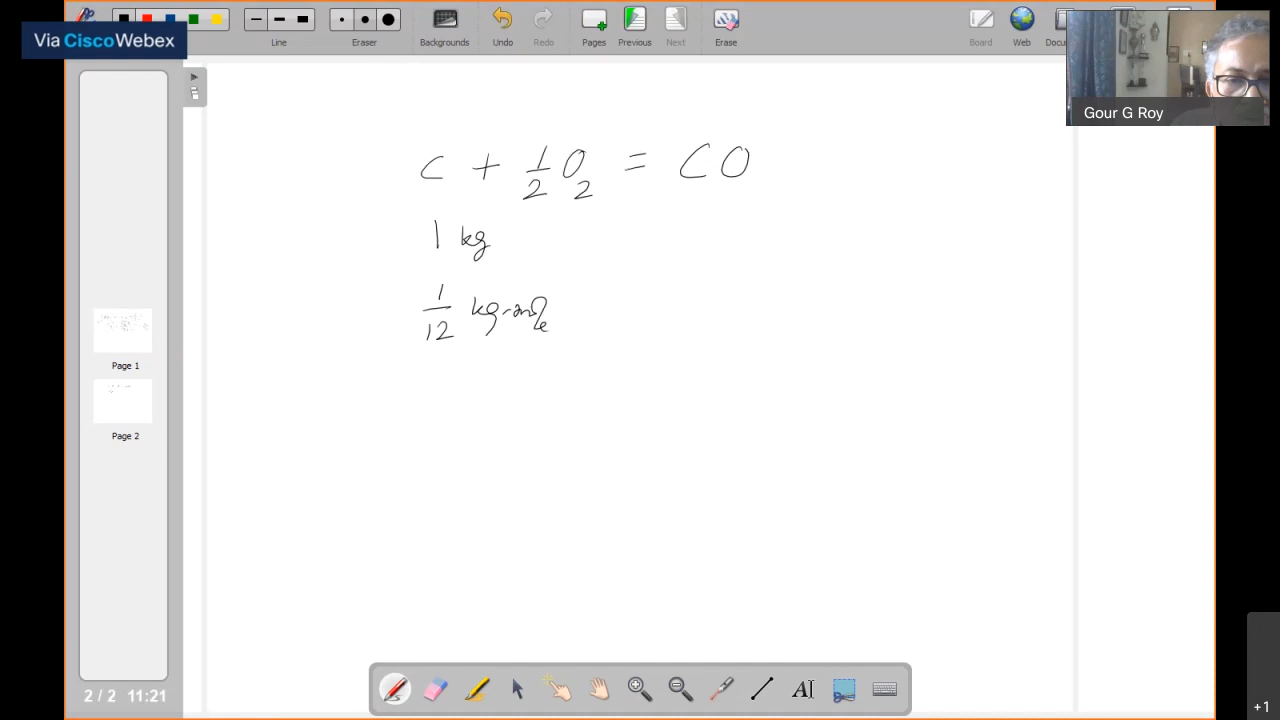 Via Cisco Webex
Line
Eraser
Backgrounds
Undo
Redo
Pages
Previous
Next
Erase
Board
Web
Gour G Roy
C + 1/2 O2 = CO
1 kg
1/12 kg-mole
Page 1
Page 2
2 / 2 11:21
AI
+1